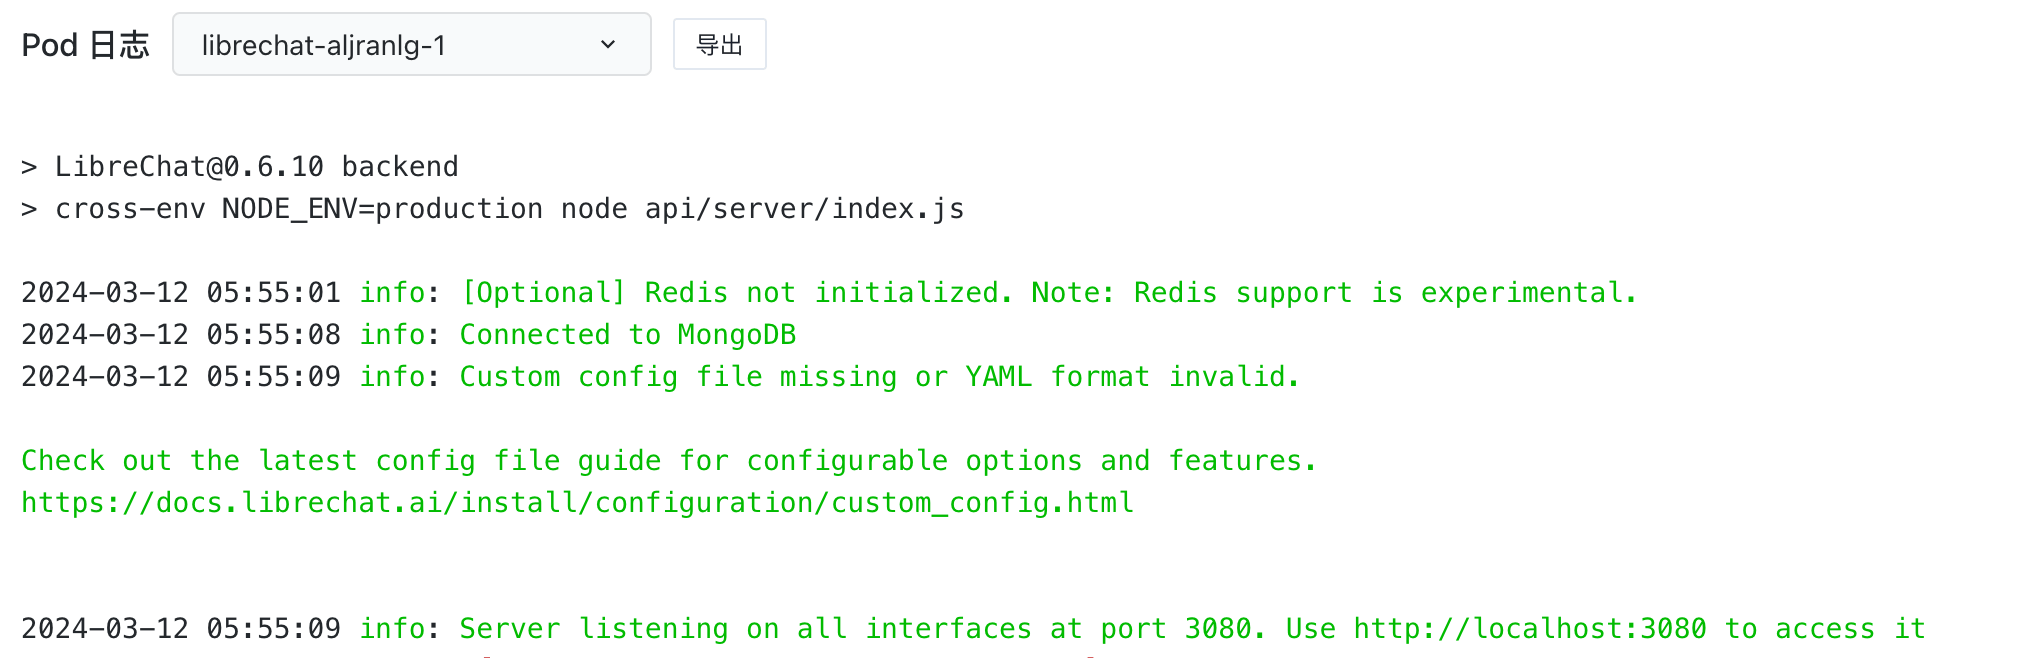 Pod 日志
librechat-aljranlg-1
导出
> LibreChat@0.6.10 backend
> cross-env NODE_ENV=production node api/server/index.js
2024-03-12 05:55:01 info: [Optional] Redis not initialized. Note: Redis support is experimental.
2024-03-12 05:55:08 info: Connected to MongoDB
2024-03-12 05:55:09 info: Custom config file missing or YAML format invalid.
Check out the latest config file guide for configurable options and features.
https://docs.librechat.ai/install/configuration/custom_config.html
2024-03-12 05:55:09 info: Server listening on all interfaces at port 3080. Use http://localhost:3080 to access it